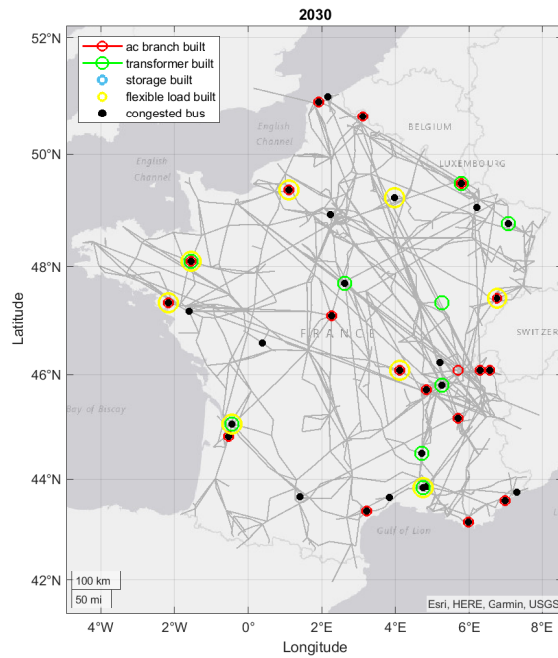 2030
52°N
50°N
48°N
46°N
44°N
42°N
Latitude
ac branch built
transformer built
storage built
flexible load built
congested bus
English
Channel
BELGIUM
LUXEMBOURG
English
Channel
FRANCE
SWITZER
Bay of Biscay
Gulf of Lion
100 km
50 mi
Esri, HERE, Garmin, USGS
4°W
2°W
0°
2°E
4°E
6°E
8°E
Longitude